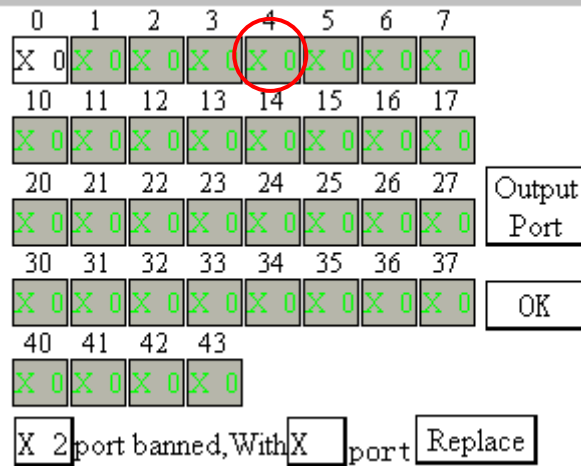 0 1 2 3 4 5 6 7
X 0 X 0 X 0 X 0 X 0 X 0 X 0 X 0
10 11 12 13 14 15 16 17
X 0 X 0 X 0 X 0 X 0 X 0 X 0 X 0
20 21 22 23 24 25 26 27
X 0 X 0 X 0 X 0 X 0 X 0 X 0 X 0
Output
Port
30 31 32 33 34 35 36 37
X 0 X 0 X 0 X 0 X 0 X 0 X 0 X 0
OK
40 41 42 43
X 0 X 0 X 0 X 0
X 2 port banned,With X port Replace